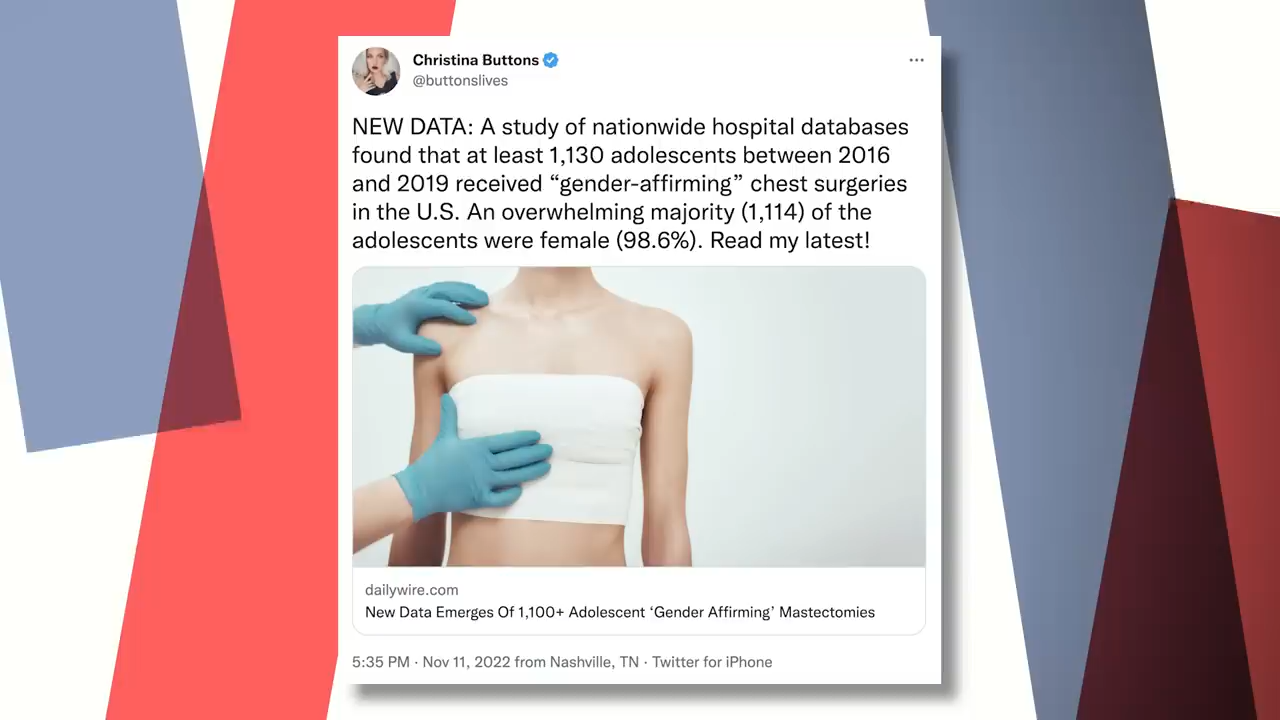 Christina Buttons
@buttonslives
NEW DATA: A study of nationwide hospital databases
found that at least 1,130 adolescents between 2016
and 2019 received “gender-affirming” chest surgeries
in the U.S. An overwhelming majority (1,114) of the
adolescents were female (98.6%). Read my latest!
dailywire.com
New Data Emerges Of 1,100+ Adolescent ‘Gender Affirming’ Mastectomies
5:35 PM · Nov 11, 2022 from Nashville, TN · Twitter for iPhone